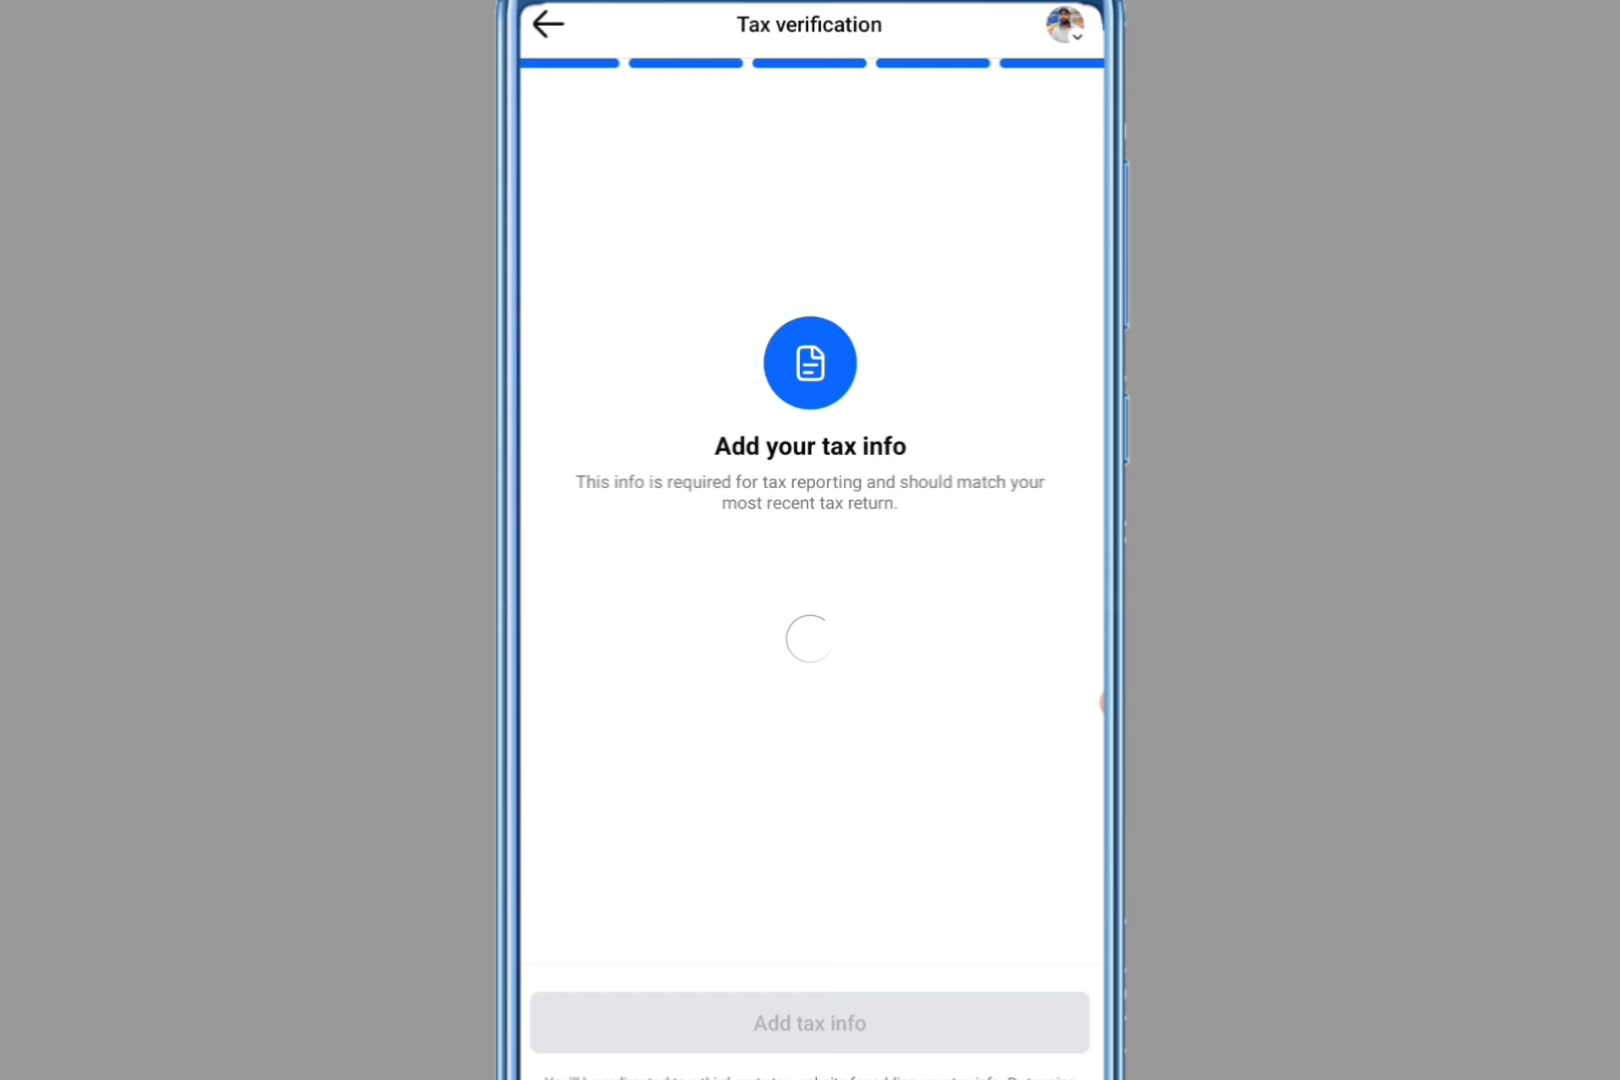 Tax verification
Add your tax info
This info is required for tax reporting and should match your
most recent tax return.
Add tax info